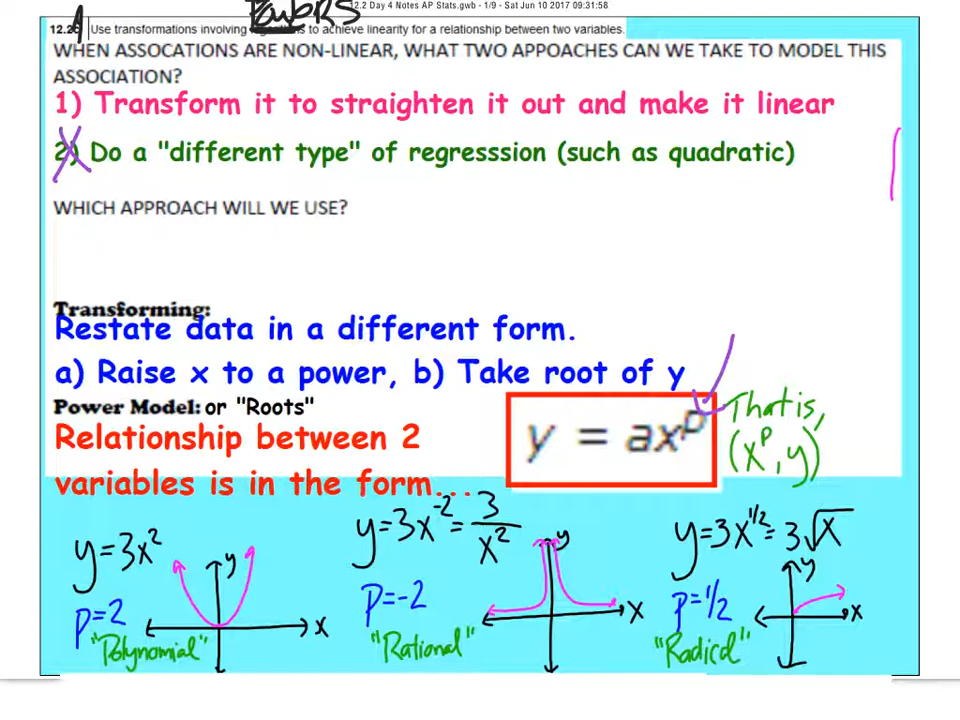 Powers
12.2 Day 4 Notes AP Stats.gwb - 1/9 - Sat Jun 10 2017 09:31:58
Use transformations involving to achieve linearity for a relationship between two variables.
WHEN ASSOCATIONS ARE NON-LINEAR, WHAT TWO APPOACHES CAN WE TAKE TO MODEL THIS
ASSOCIATION?
1) Transform it to straighten it out and make it linear
2) Do a "different type" of regresssion (such as quadratic)
WHICH APPROACH WILL WE USE?
Transforming:
Restate data in a different form.
a) Raise x to a power, b) Take root of y
Power Model: or "Roots"
Relationship between 2
variables is in the form...
y = axᵖ
That is,
(xᵖ, y)
y=3x²
p=2
"Polynomial"
y
x
y=3x⁻²= 3/x²
p=-2
"Rational"
y
x
y=3x^1/2=3√x
p=1/2
"Radical"
y
x